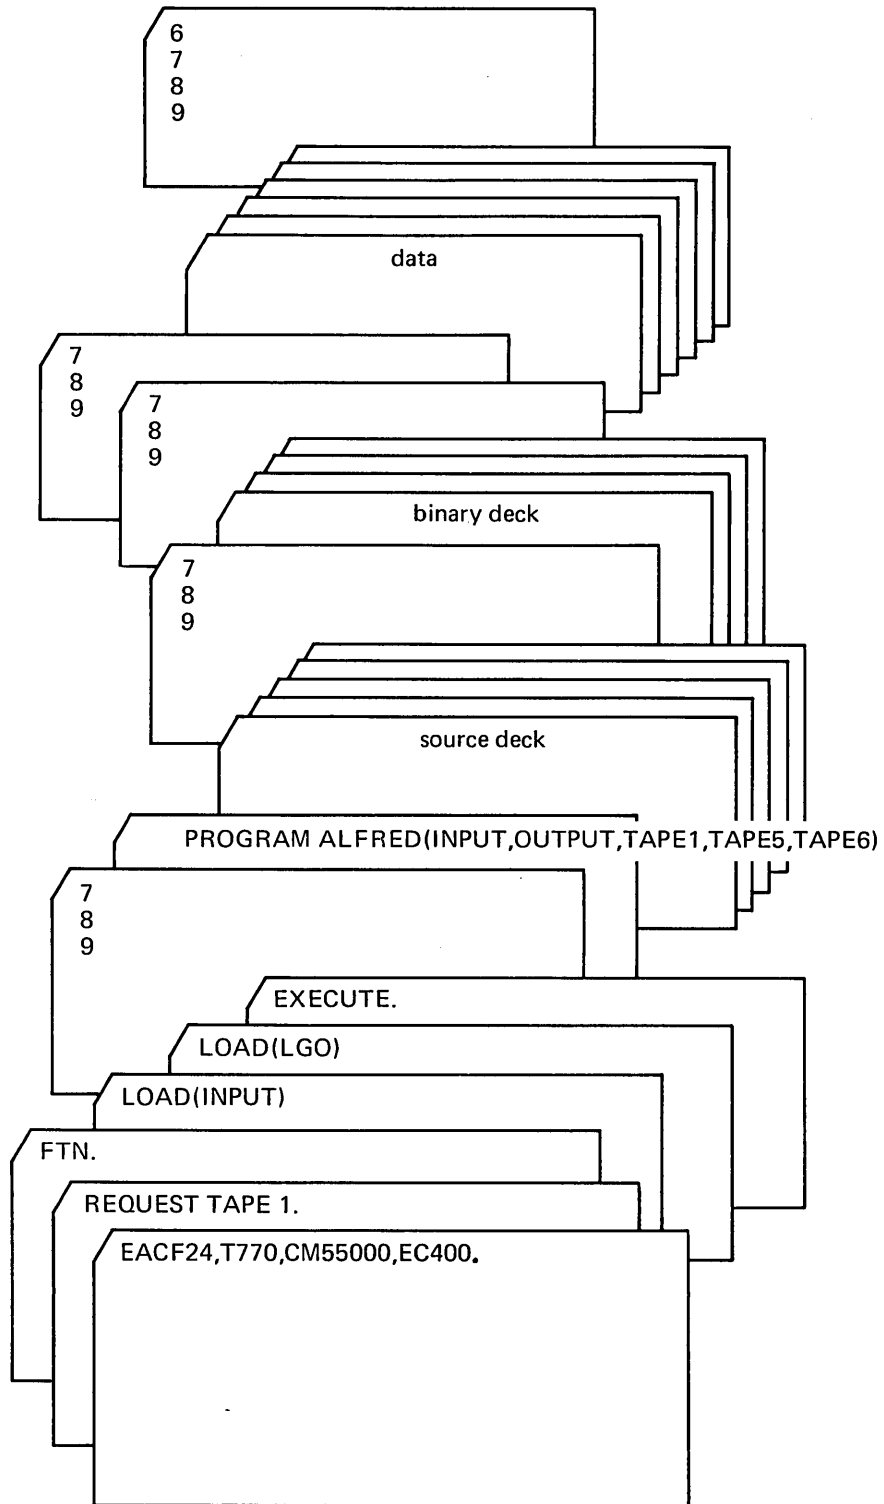 6
7
8
9
data
7
8
9
7
8
9
binary deck
7
8
9
source deck
PROGRAM ALFRED(INPUT,OUTPUT,TAPE1,TAPE5,TAPE6)
7
8
9
EXECUTE.
LOAD(LGO)
LOAD(INPUT)
FTN.
REQUEST TAPE 1.
EACF24,T770,CM55000,EC400.